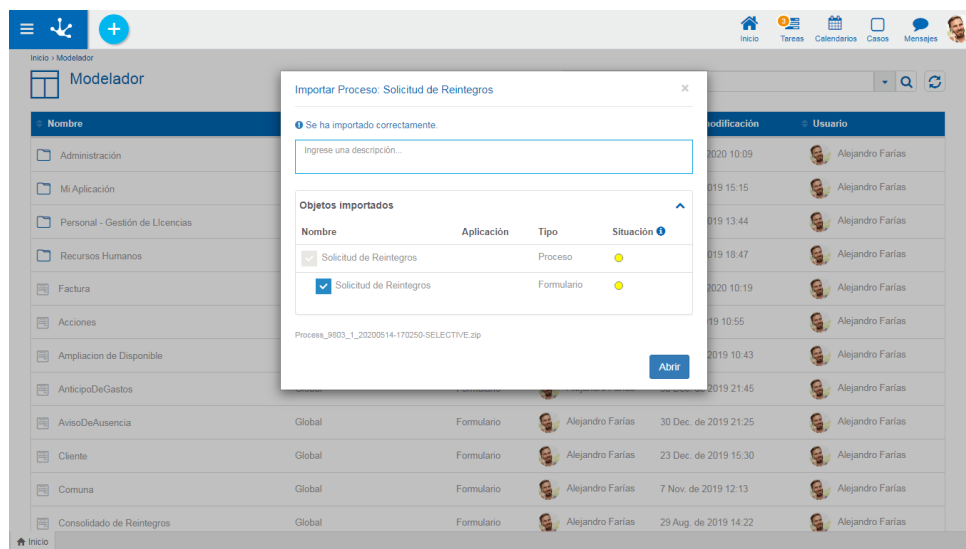 3
Inicio Tareas Calendarios Casos Mensajes
Inicio › Modelador
Modelador
Nombre odificación Usuario
Importar Proceso: Solicitud de Reintegros ×
Se ha importado correctamente.
Ingrese una descripción...
Objetos importados
Nombre Aplicación Tipo Situación
Solicitud de Reintegros Proceso
Solicitud de Reintegros Formulario
Process_9803_1_20200514-170250-SELECTIVE.zip
Abrir
Administración 2020 10:09 Alejandro Farías
Mi Aplicación 019 15:15 Alejandro Farías
Personal - Gestión de LIcencias 019 13:44 Alejandro Farías
Recursos Humanos 019 18:47 Alejandro Farías
Factura 2020 10:19 Alejandro Farías
Acciones 19 10:55 Alejandro Farías
Ampliacion de Disponible 2019 10:43 Alejandro Farías
AnticipoDeGastos 2019 21:45 Alejandro Farías
AvisoDeAusencia Global Formulario Alejandro Farías 30 Dec. de 2019 21:25 Alejandro Farías
Cliente Global Formulario Alejandro Farías 23 Dec. de 2019 15:30 Alejandro Farías
Comuna Global Formulario Alejandro Farías 7 Nov. de 2019 12:13 Alejandro Farías
Consolidado de Reintegros Global Formulario Alejandro Farías 29 Aug. de 2019 14:22 Alejandro Farías
Inicio